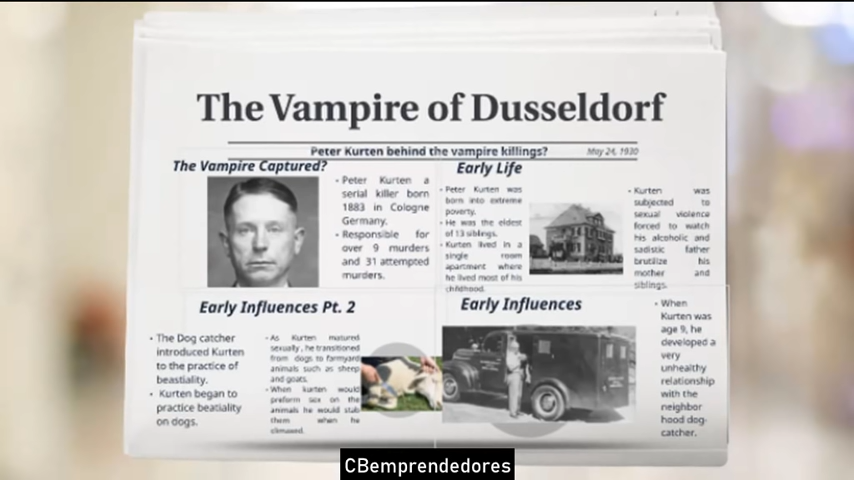 The Vampire of Dusseldorf
Peter Kurten behind the vampire killings?
May 24, 1930
The Vampire Captured?
- Peter Kurten a
serial killer born
1883 in Cologne
Germany.
- Responsible for
over 9 murders
and 31 attempted
murders.
Early Life
- Peter Kurten was
born into extreme
poverty.
- He was the eldest
of 13 siblings.
- Kurten lived in a
single room
apartment where
he lived most of his
childhood.
- Kurten was
subjected to
sexual violence
forced to watch
his alcoholic and
sadistic father
brutilize his
mother and
siblings.
Early Influences Pt. 2
- The Dog catcher
introduced Kurten
to the practice of
beastiality.
- Kurten began to
practice beatiality
on dogs.
- As Kurten matured
sexually, he transitioned
from dogs to farmyard
animals such as sheep
and goats.
- When kurten would
preform sex on the
animals he would stab
them when he
climaxed.
Early Influences
- When
Kurten was
age 9, he
developed a
very
unhealthy
relationship
with the
neighbor
hood dog-
catcher.
CBemprendedores